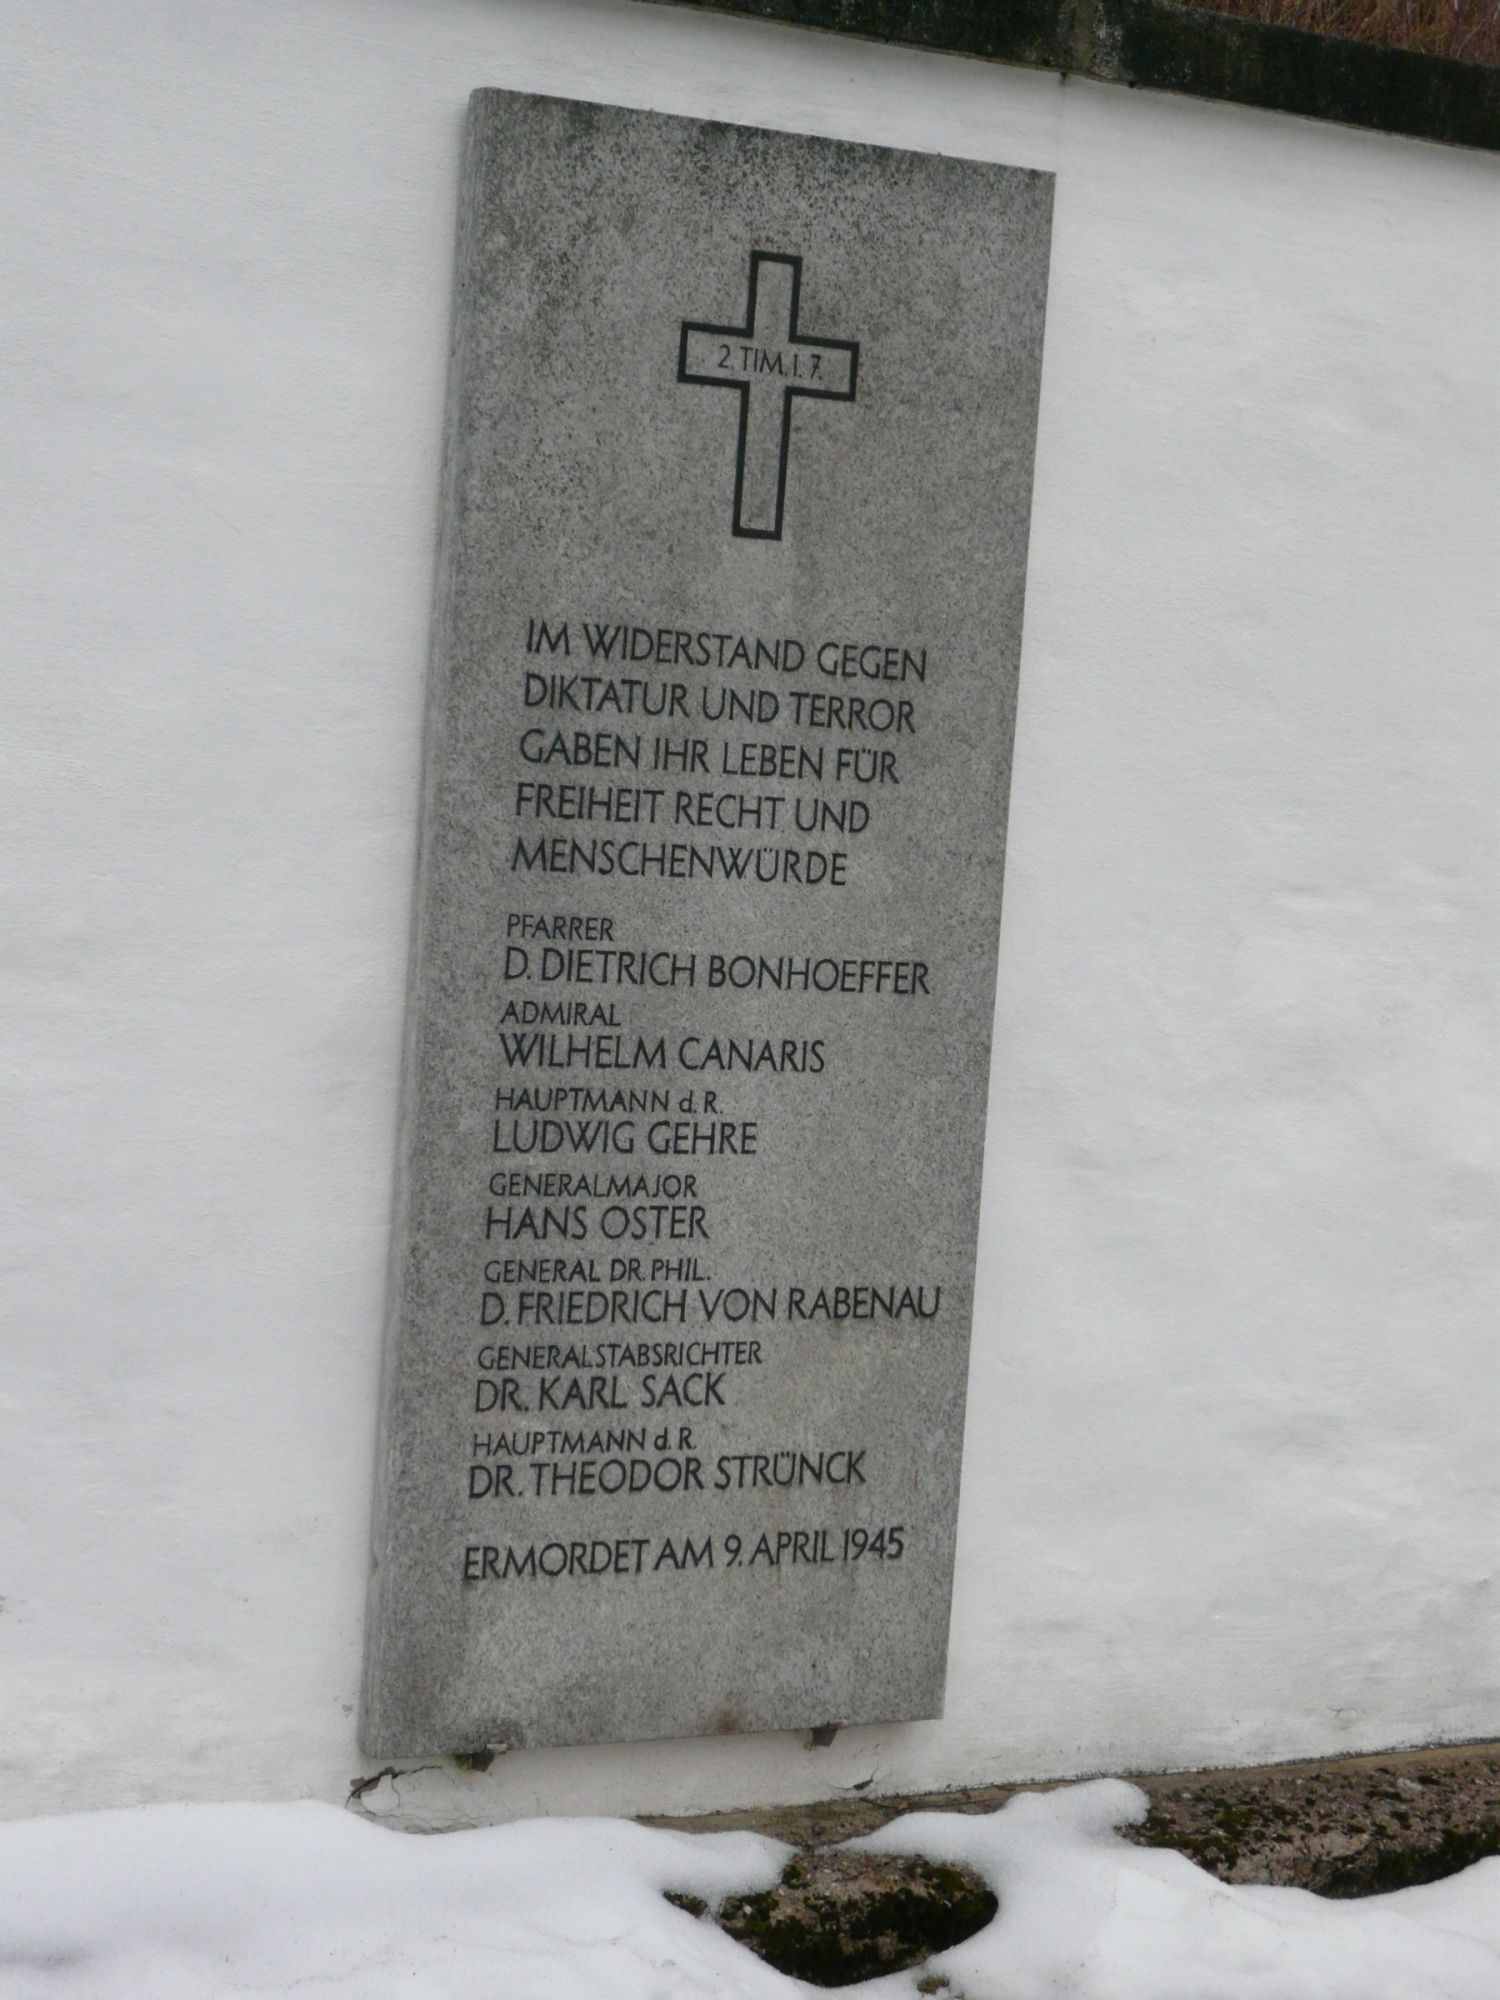 2. TIM. 1. 7.
IM WIDERSTAND GEGEN
DIKTATUR UND TERROR
GABEN IHR LEBEN FÜR
FREIHEIT RECHT UND
MENSCHENWÜRDE
PFARRER
D. DIETRICH BONHOEFFER
ADMIRAL
WILHELM CANARIS
HAUPTMANN d. R.
LUDWIG GEHRE
GENERALMAJOR
HANS OSTER
GENERAL DR. PHIL.
D. FRIEDRICH VON RABENAU
GENERALSTABSRICHTER
DR. KARL SACK
HAUPTMANN d. R.
DR. THEODOR STRÜNCK
ERMORDET AM 9. APRIL 1945